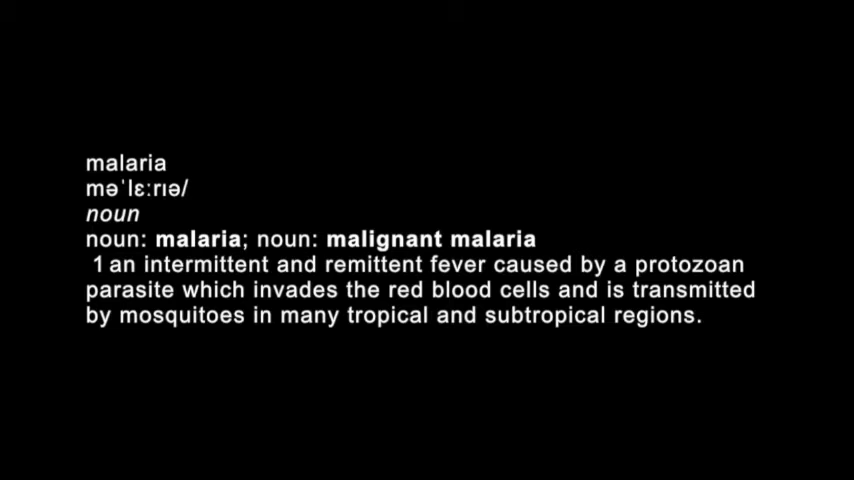 malaria
məˈlɛːrɪə/
noun
noun: malaria; noun: malignant malaria
1 an intermittent and remittent fever caused by a protozoan
parasite which invades the red blood cells and is transmitted
by mosquitoes in many tropical and subtropical regions.